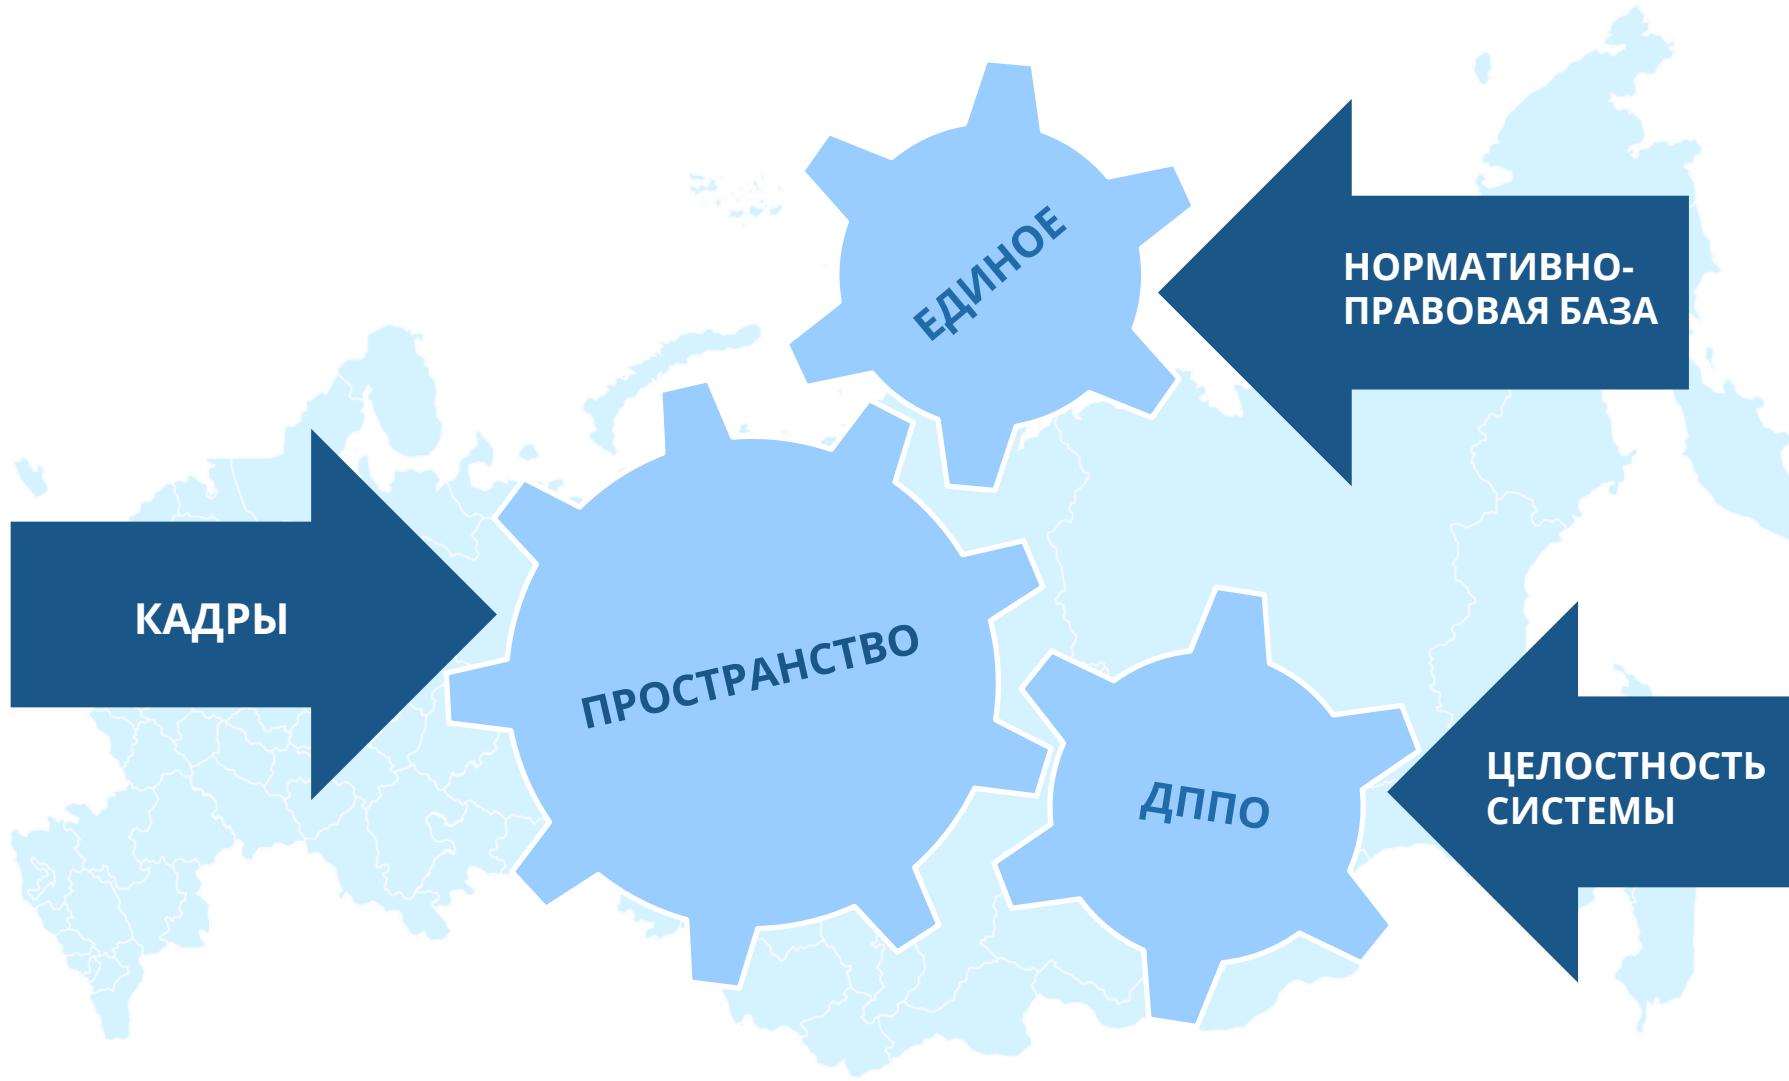 ЕДИНОЕ
НОРМАТИВНО-
ПРАВОВАЯ БАЗА
КАДРЫ
ПРОСТРАНСТВО
ДППО
ЦЕЛОСТНОСТЬ
СИСТЕМЫ